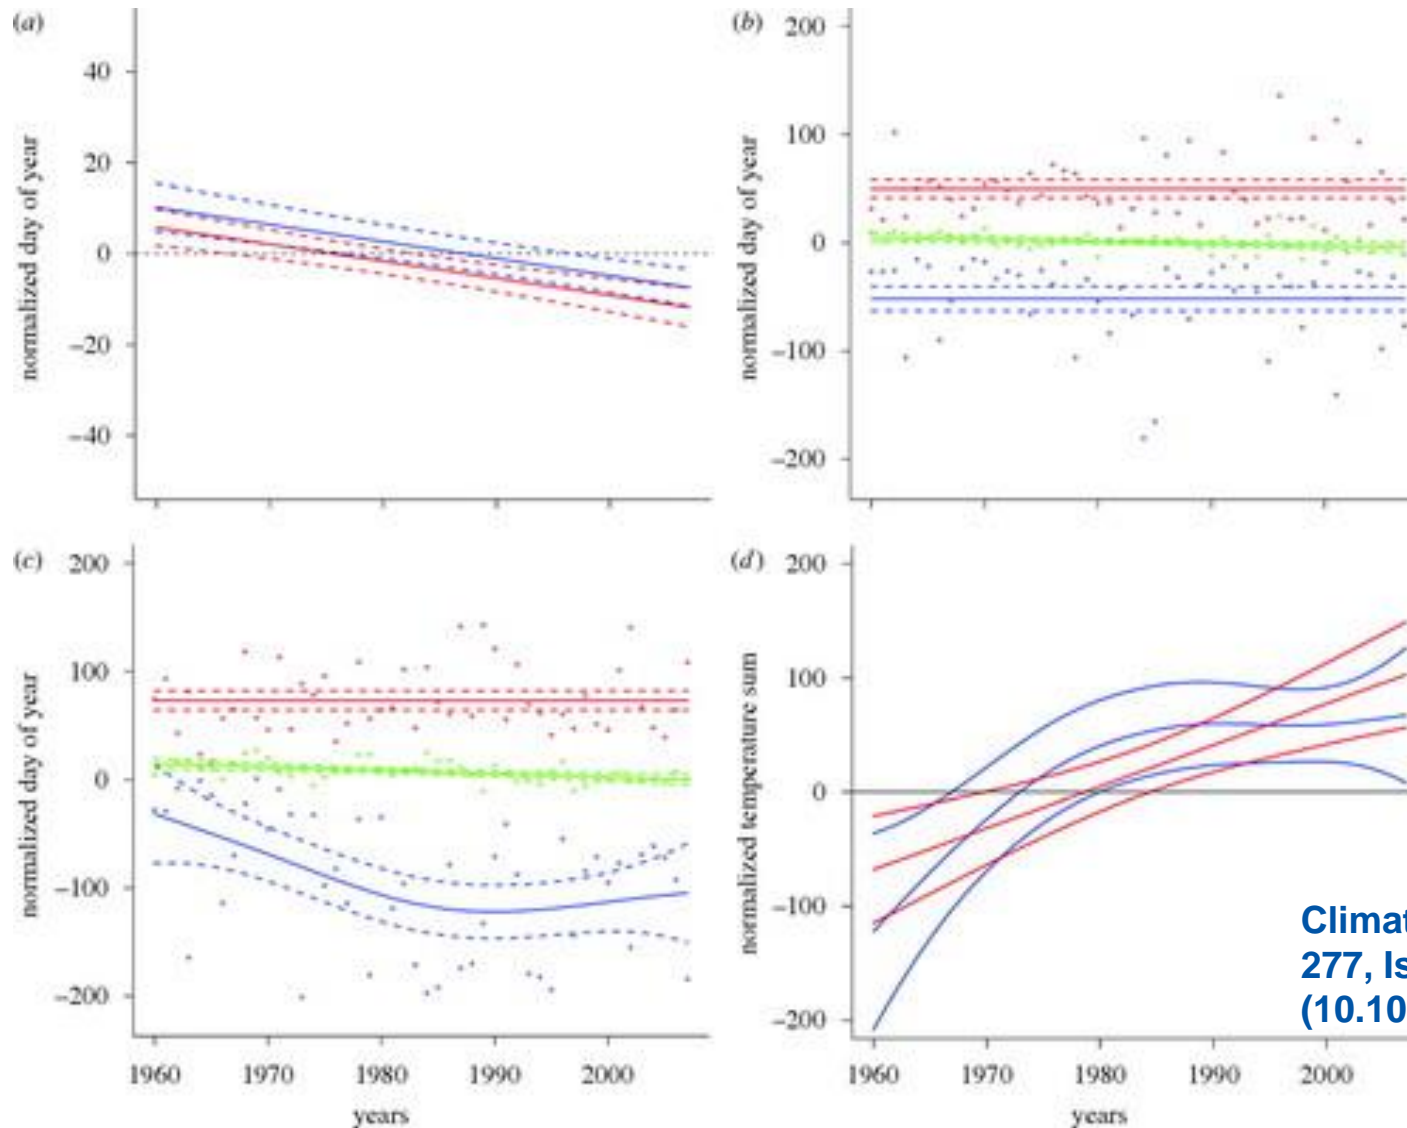 (a)
40
20
0
−20
−40
normalized day of year
(b)
200
100
0
−100
−200
normalized day of year
(c)
200
100
0
−100
−200
normalized day of year
1960 1970 1980 1990 2000
years
(d)
200
100
0
−100
−200
normalized temperature sum
1960 1970 1980 1990 2000
years
Climat
277, Is
(10.10